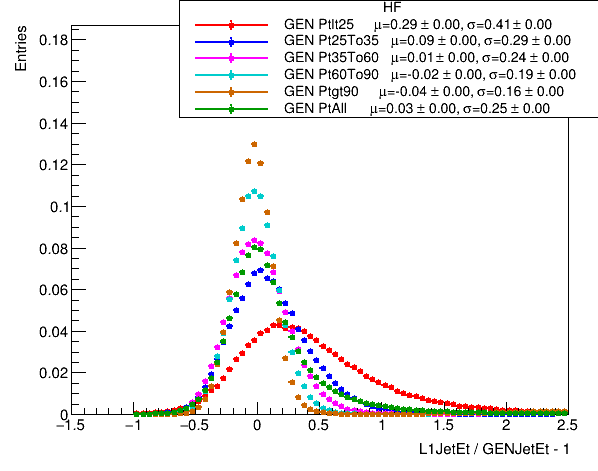 HF
GEN Ptlt25 μ=0.29 ± 0.00, σ=0.41 ± 0.00
GEN Pt25To35 μ=0.09 ± 0.00, σ=0.29 ± 0.00
GEN Pt35To60 μ=0.01 ± 0.00, σ=0.24 ± 0.00
GEN Pt60To90 μ=-0.02 ± 0.00, σ=0.19 ± 0.00
GEN Ptgt90 μ=-0.04 ± 0.00, σ=0.16 ± 0.00
GEN PtAll μ=0.03 ± 0.00, σ=0.25 ± 0.00
Entries
0.18
0.16
0.14
0.12
0.1
0.08
0.06
0.04
0.02
0
−1.5 −1 −0.5 0 0.5 1 1.5 2 2.5
L1JetEt / GENJetEt - 1